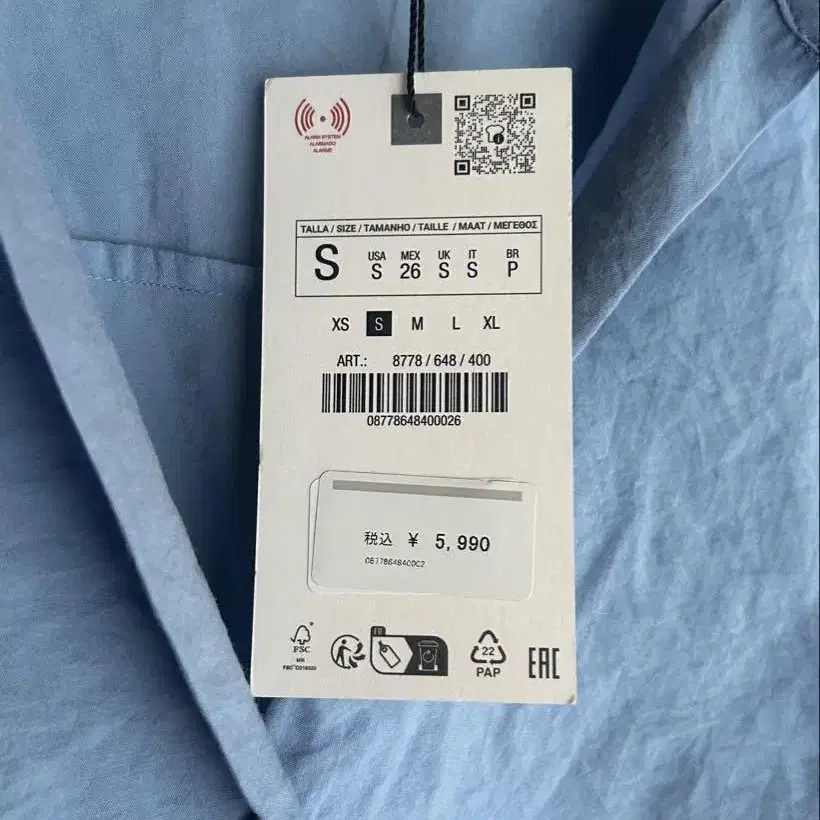 ALARM SYSTEM
ALARMADO
ALARME
TALLA / SIZE / TAMANHO / TAILLE / MAAT / ΜΕΓΕΘΟΣ
S
USA MEX UK IT BR
S 26 S S P
XS S M L XL
ART.: 8778 / 648 / 400
08778648400026
税込 ¥ 5,990
FR
FSC
MIX
22
PAP
EAC